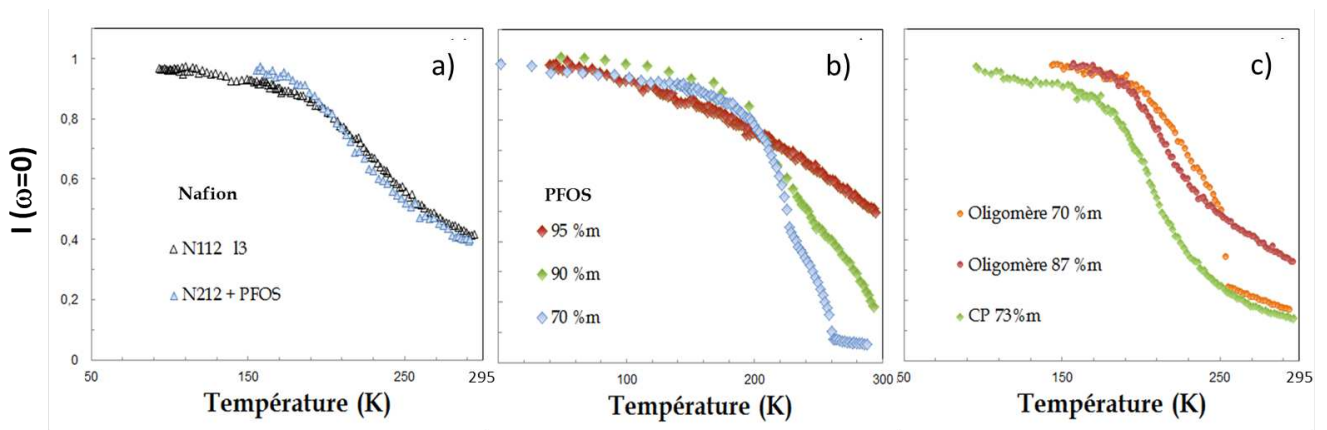 I (ω=0)
1
0,8
0,6
0,4
0,2
0
a)
Nafion
N112 I3
N212 + PFOS
50 150 250 295
Température (K)
b)
PFOS
95 %m
90 %m
70 %m
100 200 300
Température (K)
c)
Oligomère 70 %m
Oligomère 87 %m
CP 73%m
50 150 250 295
Température (K)